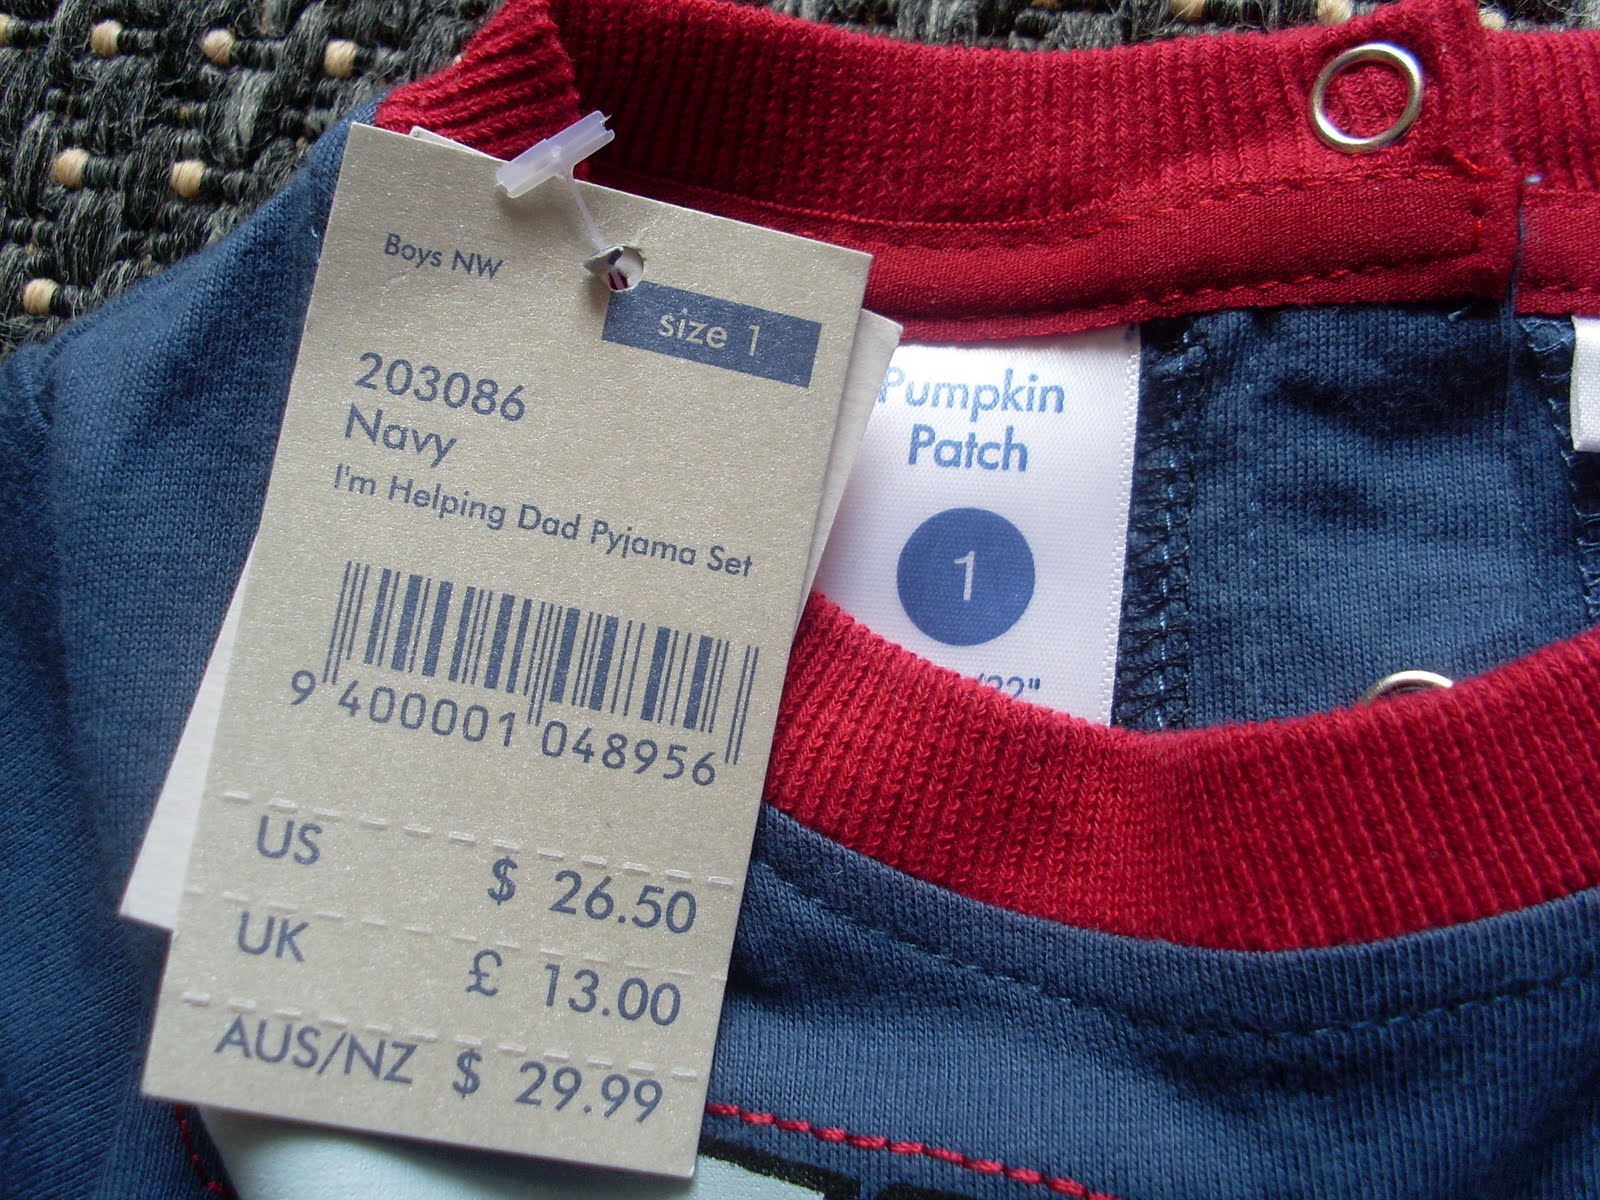 Boys NW
size 1
203086
Navy
I'm Helping Dad Pyjama Set
9 400001 048956
US $ 26.50
UK £ 13.00
AUS/NZ $ 29.99
Pumpkin
Patch
1